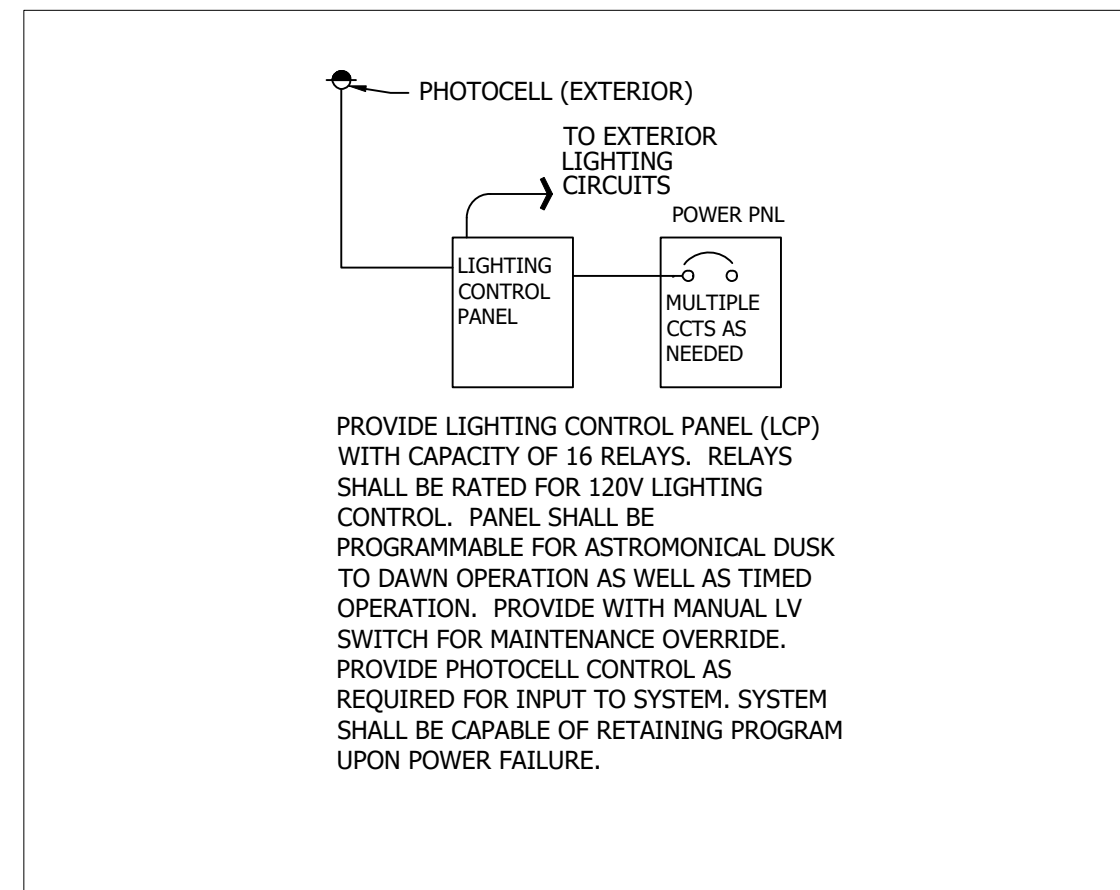 PHOTOCELL (EXTERIOR)
TO EXTERIOR
LIGHTING
CIRCUITS
POWER PNL
LIGHTING
CONTROL
PANEL
MULTIPLE
CCTS AS
NEEDED
PROVIDE LIGHTING CONTROL PANEL (LCP)
WITH CAPACITY OF 16 RELAYS.  RELAYS
SHALL BE RATED FOR 120V LIGHTING
CONTROL.  PANEL SHALL BE
PROGRAMMABLE FOR ASTROMONICAL DUSK
TO DAWN OPERATION AS WELL AS TIMED
OPERATION.  PROVIDE WITH MANUAL LV
SWITCH FOR MAINTENANCE OVERRIDE.
PROVIDE PHOTOCELL CONTROL AS
REQUIRED FOR INPUT TO SYSTEM. SYSTEM
SHALL BE CAPABLE OF RETAINING PROGRAM
UPON POWER FAILURE.